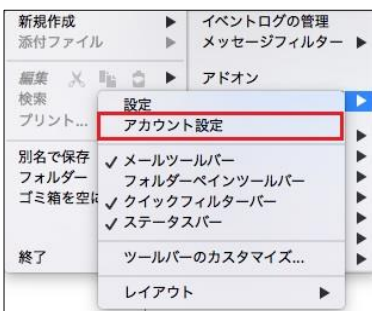 新規作成
添付ファイル
編集
検索
プリント...
別名で保存
フォルダー
ゴミ箱を空に
終了
イベントログの管理
メッセージフィルター
アドオン
設定
アカウント設定
メールツールバー
フォルダーペインツールバー
クイックフィルターバー
ステータスバー
ツールバーのカスタマイズ...
レイアウト